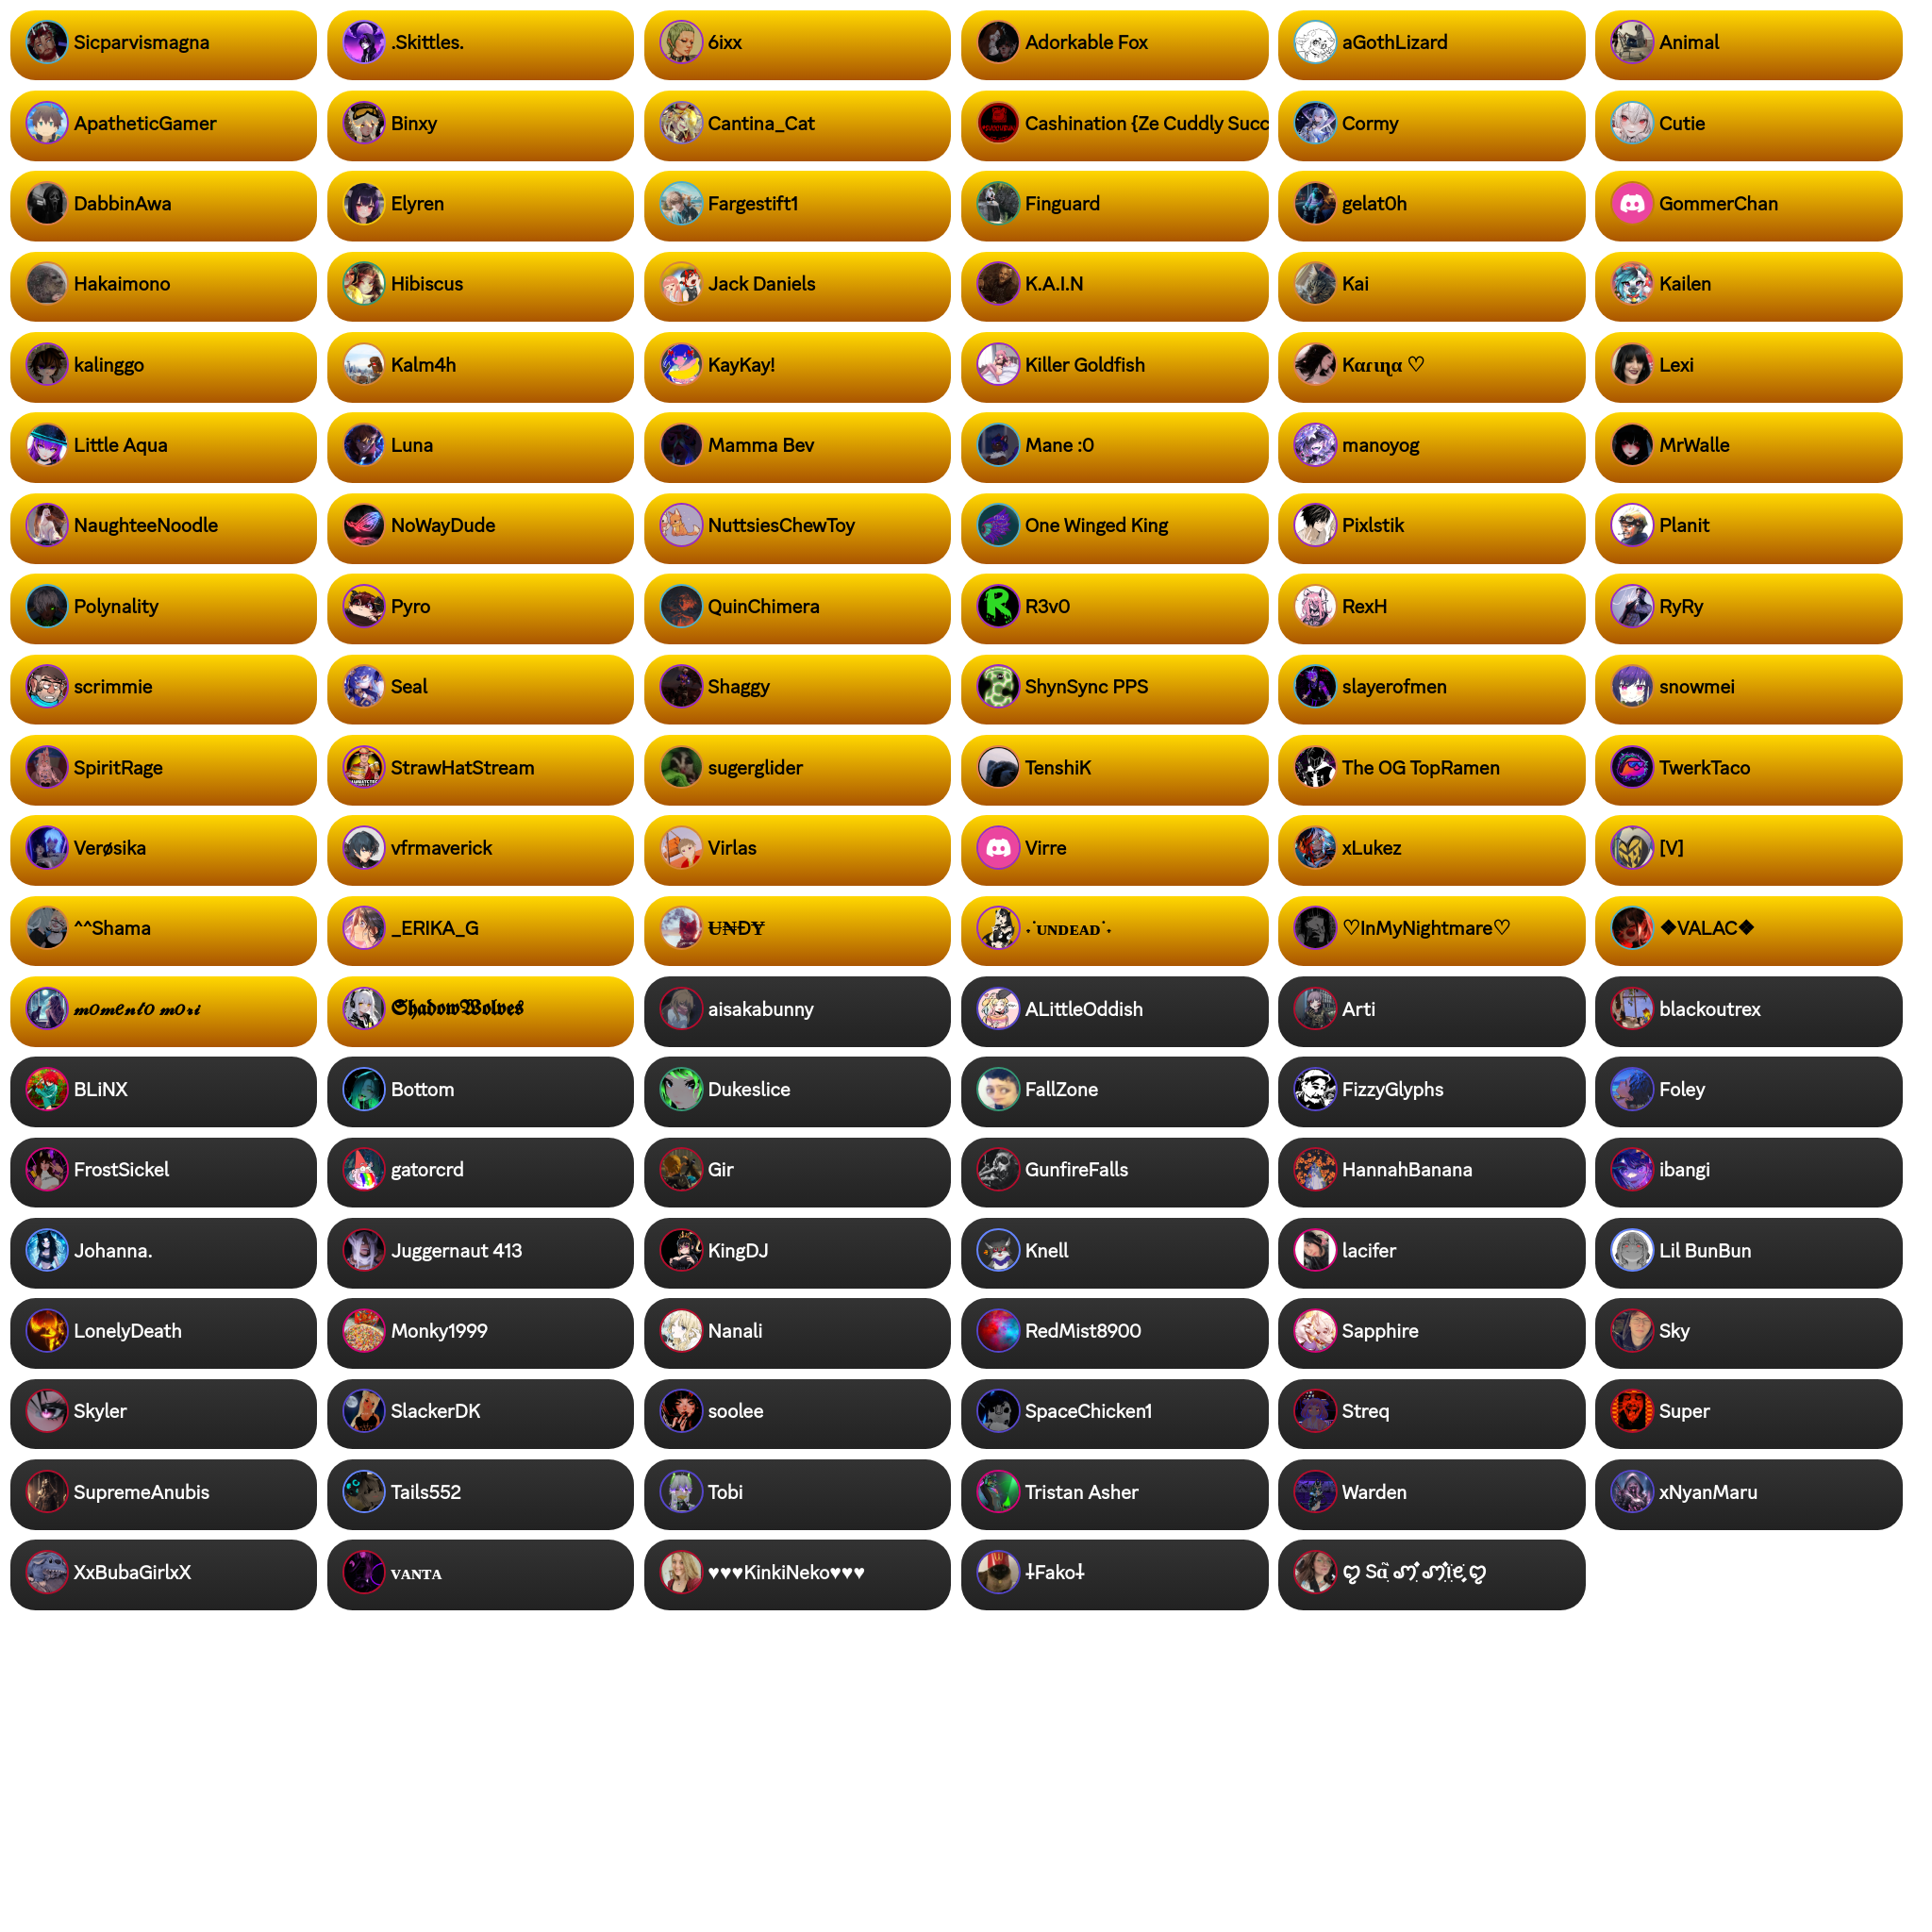 Sicparvismagna
.Skittles.
6ixx
Adorkable Fox
aGothLizard
Animal
ApatheticGamer
Binxy
Cantina_Cat
Cashination {Ze Cuddly Succ
Cormy
Cutie
DabbinAwa
Elyren
Fargestift1
Finguard
gelat0h
GommerChan
Hakaimono
Hibiscus
Jack Daniels
K.A.I.N
Kai
Kailen
kalinggo
Kalm4h
KayKay!
Killer Goldfish
Kαɾιɳα ♡
Lexi
Little Aqua
Luna
Mamma Bev
Mane :0
manoyog
MrWalle
NaughteeNoodle
NoWayDude
NuttsiesChewToy
One Winged King
Pixlstik
Planit
Polynality
Pyro
QuinChimera
R3v0
RexH
RyRy
scrimmie
Seal
Shaggy
ShynSync PPS
slayerofmen
snowmei
SpiritRage
StrawHatStream
sugerglider
TenshiK
The OG TopRamen
TwerkTaco
Verøsika
vfrmaverick
Virlas
Virre
xLukez
[V]
^^Shama
_ERIKA_G
U̶₦ĐɎ
˖˙ᴜɴᴅᴇᴀᴅ˙˖
♡InMyNightmare♡
❖VALAC❖
𝓶𝓸𝓶𝓮𝓷𝓽𝓸 𝓶𝓸𝓻𝓲
𝕾𝖍𝖆𝖉𝖔𝖜𝖂𝖔𝖑𝖛𝖊𝖘
aisakabunny
ALittleOddish
Arti
blackoutrex
BLiNX
Bottom
Dukeslice
FallZone
FizzyGlyphs
Foley
FrostSickel
gatorcrd
Gir
GunfireFalls
HannahBanana
ibangi
Johanna.
Juggernaut 413
KingDJ
Knell
lacifer
Lil BunBun
LonelyDeath
Monky1999
Nanali
RedMist8900
Sapphire
Sky
Skyler
SlackerDK
soolee
SpaceChicken1
Streq
Super
SupremeAnubis
Tails552
Tobi
Tristan Asher
Warden
xNyanMaru
XxBubaGirlxX
ᴠᴀɴᴛᴀ
♥♥♥KinkiNeko♥♥♥
⸸Fako⸸